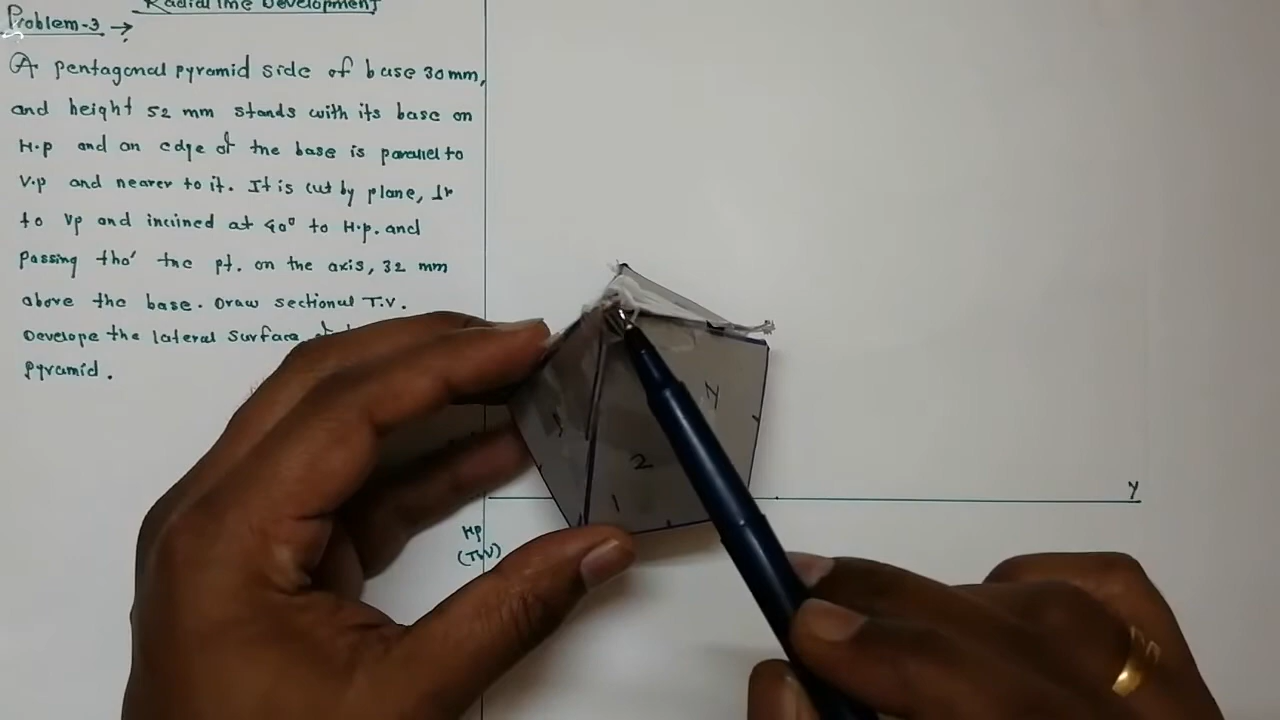 Radial line Development
Problem-3 →
A pentagonal pyramid side of base 30mm,
and height 52 mm stands with its base on
H.p and an edge of the base is parallel to
V.p and nearer to it. It is cut by plane, ⊥r
to Vp and inclined at 40° to H.p. and
passing tho' the pt. on the axis, 32 mm
above the base. Draw sectional T.V.
Develope the lateral surface
pyramid.
2
1
Y
HP
(T.V)